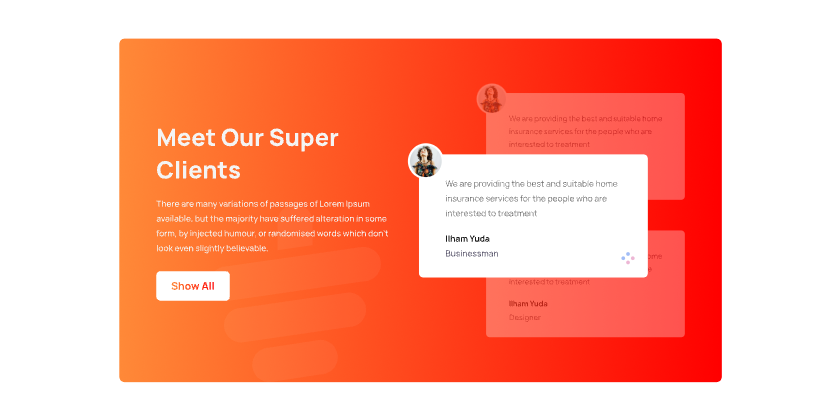 Meet Our Super
Clients
There are many variations of passages of Lorem Ipsum
available, but the majority have suffered alteration in some
form, by injected humour, or randomised words which don't
look even slightly believable.
Show All
We are providing the best and suitable home
insurance services for the people who are
interested to treatment
We are providing the best and suitable home
insurance services for the people who are
interested to treatment
Ilham Yuda
Businessman
ome
interested to treatment
Ilham Yuda
Designer